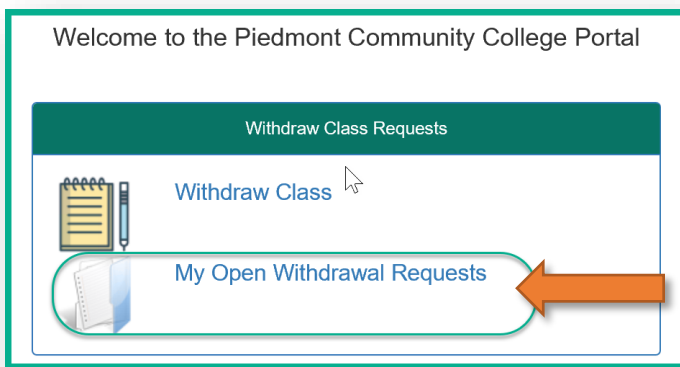 Welcome to the Piedmont Community College Portal
Withdraw Class Requests
Withdraw Class
My Open Withdrawal Requests